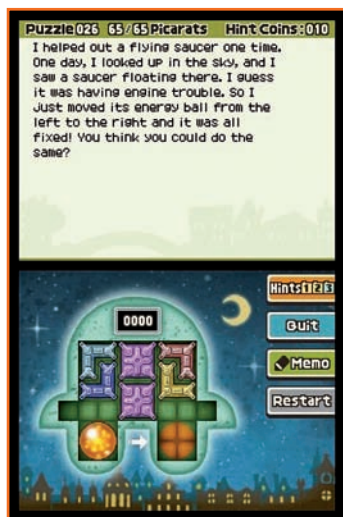 Puzzle 026 65/65 Picarats Hint Coins:010
I helped out a flying saucer one time.
One day, I looked up in the sky, and I
saw a saucer floating there. I guess
it was having engine trouble. So I
just moved its energy ball from the
left to the right and it was all
fixed! You think you could do the
same?
0000
Hints 1 2 3
Quit
Memo
Restart